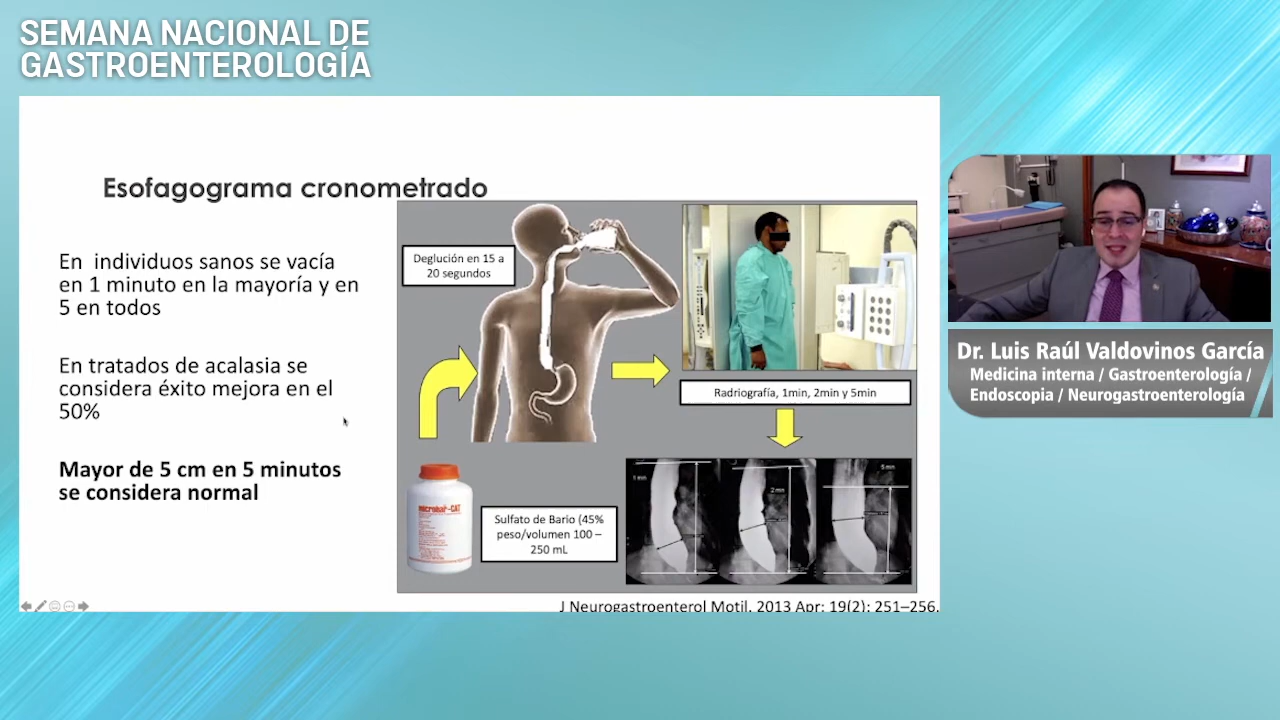 SEMANA NACIONAL DE
GASTROENTEROLOGÍA
Esofagograma cronometrado
En individuos sanos se vacía
en 1 minuto en la mayoría y en
5 en todos
En tratados de acalasia se
considera éxito mejora en el
50%
Mayor de 5 cm en 5 minutos
se considera normal
Deglución en 15 a
20 segundos
Radriografía, 1min, 2min y 5min
microbar-CAT
Sulfato de Bario (45%
peso/volumen 100 –
250 mL
1 min
2 min
5 min
J Neurogastroenterol Motil. 2013 Apr; 19(2): 251–256.
Dr. Luis Raúl Valdovinos García
Medicina interna / Gastroenterología /
Endoscopia / Neurogastroenterología